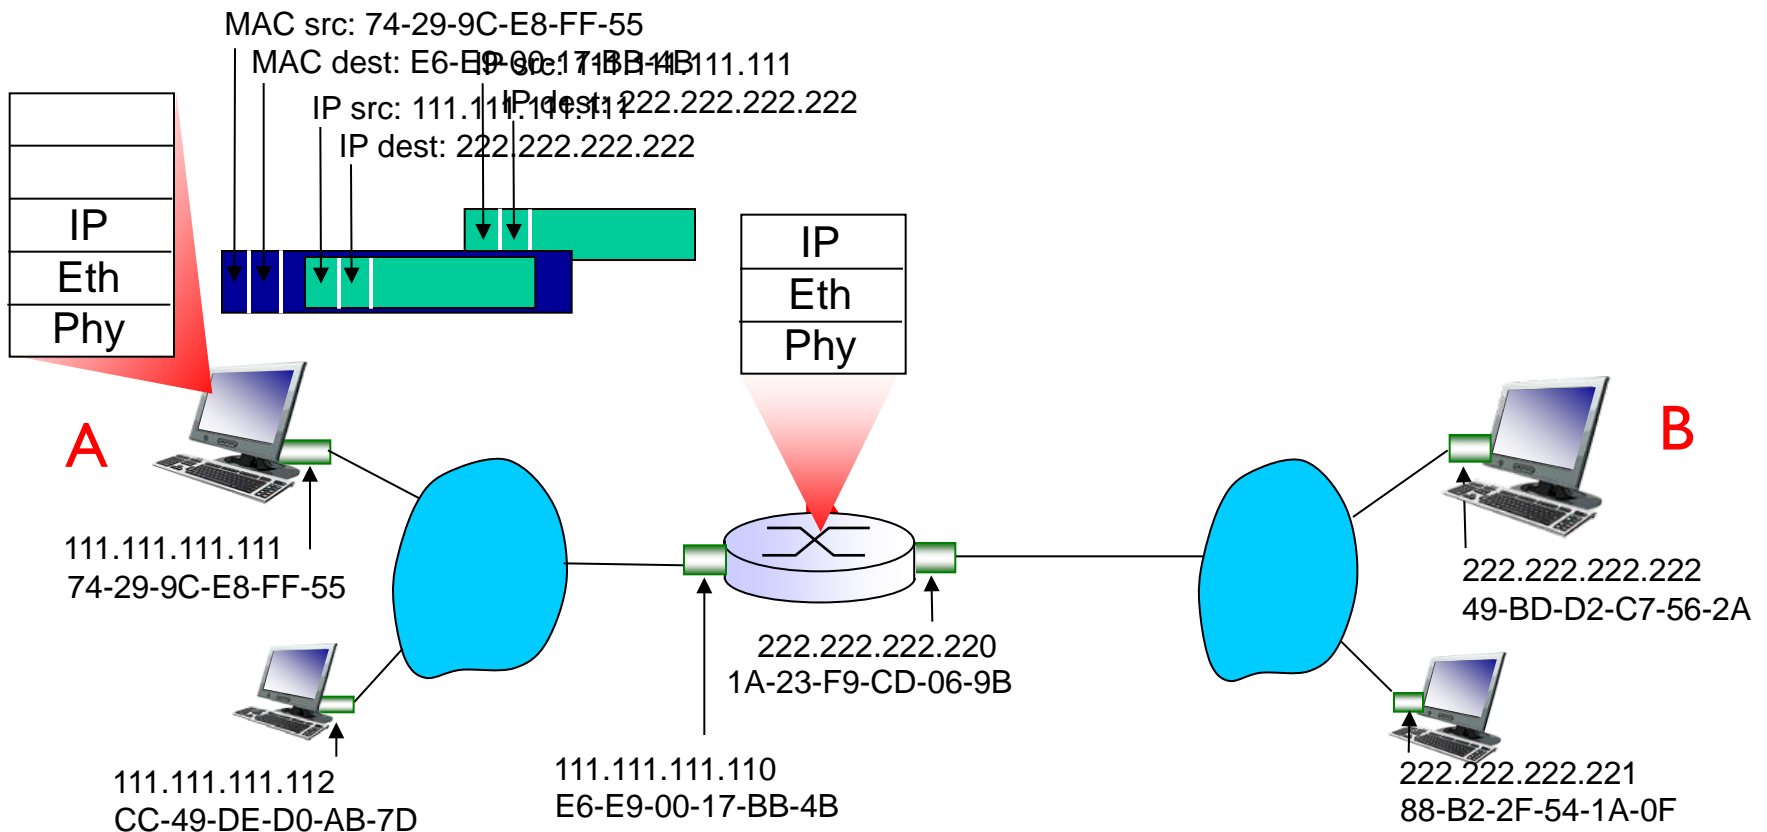 MAC src: 74-29-9C-E8-FF-55
MAC dest: E6-E9-00-17-BB-4B
IP src: 111.111.111.111
IP src: 111.111.111.111
IP dest: 222.222.222.222
IP dest: 222.222.222.222
IP
Eth
Phy
IP
Eth
Phy
A
B
111.111.111.111
74-29-9C-E8-FF-55
222.222.222.222
49-BD-D2-C7-56-2A
222.222.222.220
1A-23-F9-CD-06-9B
111.111.111.112
CC-49-DE-D0-AB-7D
111.111.111.110
E6-E9-00-17-BB-4B
222.222.222.221
88-B2-2F-54-1A-0F